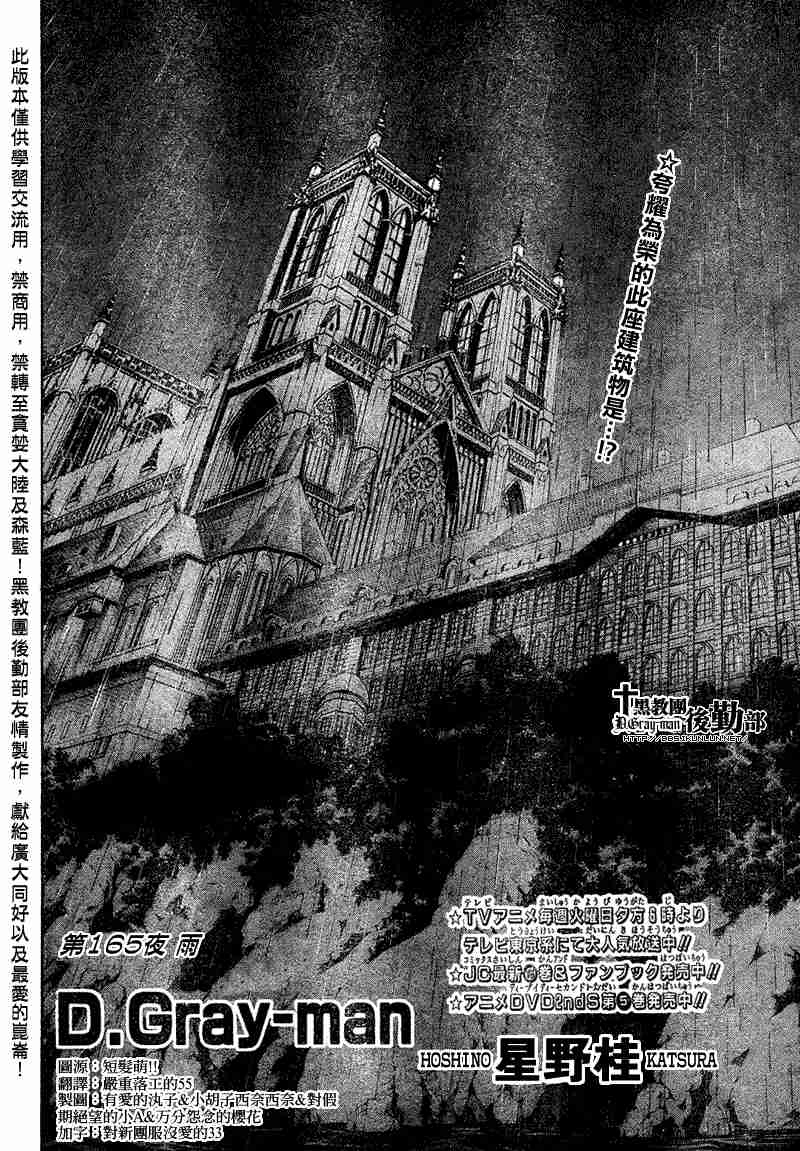 此版本僅供學習交流用，禁商用，禁轉至貪婪大陸及森藍！黑教團後勤部友情製作，獻給廣大同好以及最愛的崑崙！
☆夸耀為榮的此座建筑物是…!?
黑教團
D.Gray-man
後勤部
HTTP://BBS.IKUNLUN.NET/
☆TVアニメ毎週火曜日夕方6時より
テレビ東京系にて大人気放送中!!
☆JC最新巻&ファンブック発売中!!
☆アニメDVD2ndS第5巻発売中!!
第165夜 雨
D.Gray-man
HOSHINO 星野桂 KATSURA
圖源：短髮萌!!
翻譯：嚴重落工的55
製圖：有愛的汍子&小胡子西奈西奈&對假
期絕望的小A&万分怨念的櫻花
加字：對新團服沒愛的33